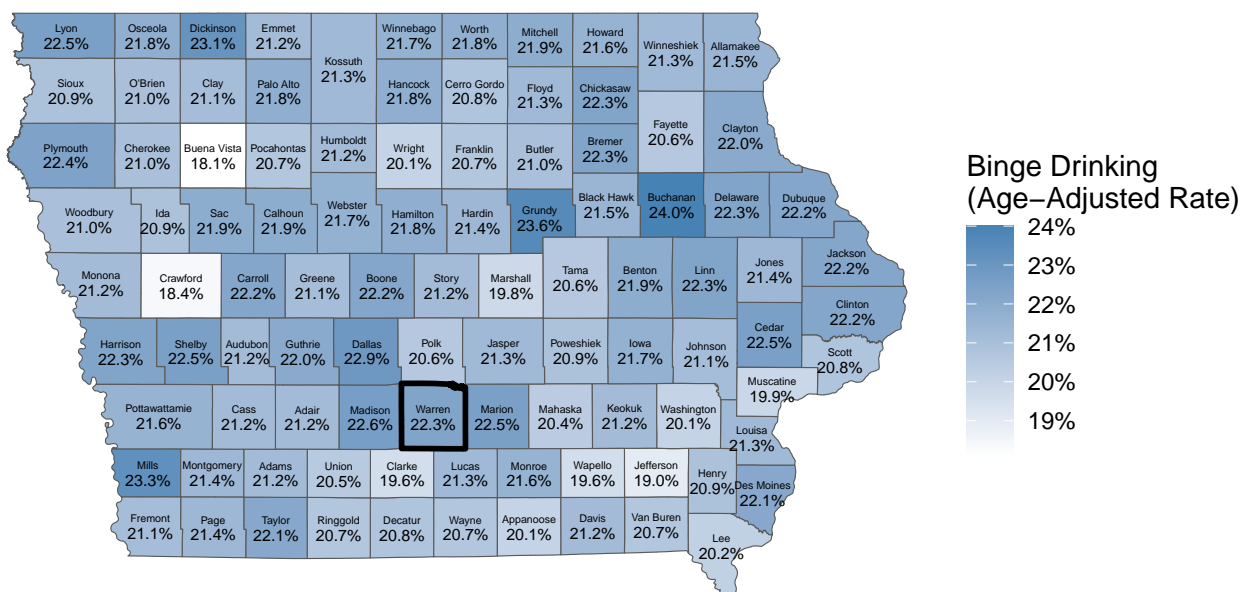 Lyon
22.5%
Osceola
21.8%
Dickinson
23.1%
Emmet
21.2%
Kossuth
21.3%
Winnebago
21.7%
Worth
21.8%
Mitchell
21.9%
Howard
21.6%
Winneshiek
21.3%
Allamakee
21.5%
Sioux
20.9%
O'Brien
21.0%
Clay
21.1%
Palo Alto
21.8%
Hancock
21.8%
Cerro Gordo
20.8%
Floyd
21.3%
Chickasaw
22.3%
Plymouth
22.4%
Cherokee
21.0%
Buena Vista
18.1%
Pocahontas
20.7%
Humboldt
21.2%
Wright
20.1%
Franklin
20.7%
Butler
21.0%
Bremer
22.3%
Fayette
20.6%
Clayton
22.0%
Woodbury
21.0%
Ida
20.9%
Sac
21.9%
Calhoun
21.9%
Webster
21.7%
Hamilton
21.8%
Hardin
21.4%
Grundy
23.6%
Black Hawk
21.5%
Buchanan
24.0%
Delaware
22.3%
Dubuque
22.2%
Monona
21.2%
Crawford
18.4%
Carroll
22.2%
Greene
21.1%
Boone
22.2%
Story
21.2%
Marshall
19.8%
Tama
20.6%
Benton
21.9%
Linn
22.3%
Jones
21.4%
Jackson
22.2%
Clinton
22.2%
Harrison
22.3%
Shelby
22.5%
Audubon
21.2%
Guthrie
22.0%
Dallas
22.9%
Polk
20.6%
Jasper
21.3%
Poweshiek
20.9%
Iowa
21.7%
Johnson
21.1%
Cedar
22.5%
Scott
20.8%
Muscatine
19.9%
Pottawattamie
21.6%
Cass
21.2%
Adair
21.2%
Madison
22.6%
Warren
22.3%
Marion
22.5%
Mahaska
20.4%
Keokuk
21.2%
Washington
20.1%
Louisa
21.3%
Mills
23.3%
Montgomery
21.4%
Adams
21.2%
Union
20.5%
Clarke
19.6%
Lucas
21.3%
Monroe
21.6%
Wapello
19.6%
Jefferson
19.0%
Henry
20.9%
Des Moines
22.1%
Fremont
21.1%
Page
21.4%
Taylor
22.1%
Ringgold
20.7%
Decatur
20.8%
Wayne
20.7%
Appanoose
20.1%
Davis
21.2%
Van Buren
20.7%
Lee
20.2%
Binge Drinking
(Age−Adjusted Rate)
24%
23%
22%
21%
20%
19%